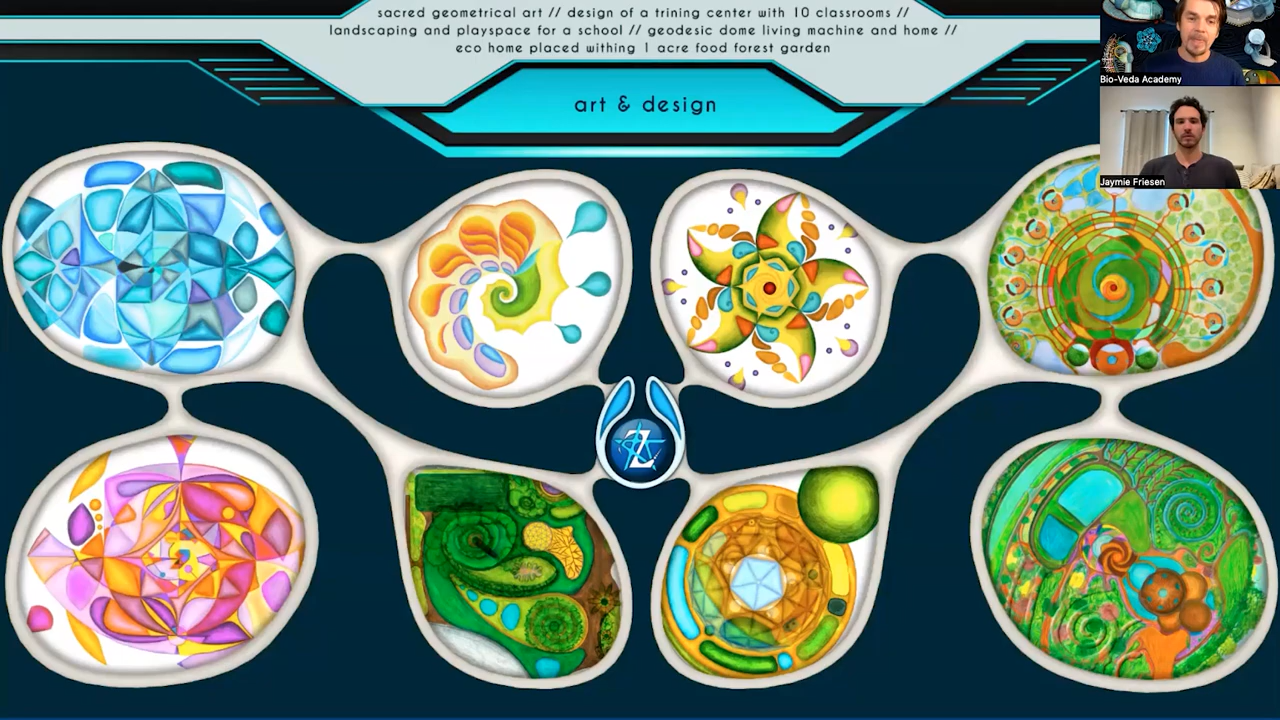 sacred geometrical art // design of a trining center with 10 classrooms //
landscaping and playspace for a school // geodesic dome living machine and home //
eco home placed withing 1 acre food forest garden
art & design
Bio-Veda Academy
Jaymie Friesen
Z